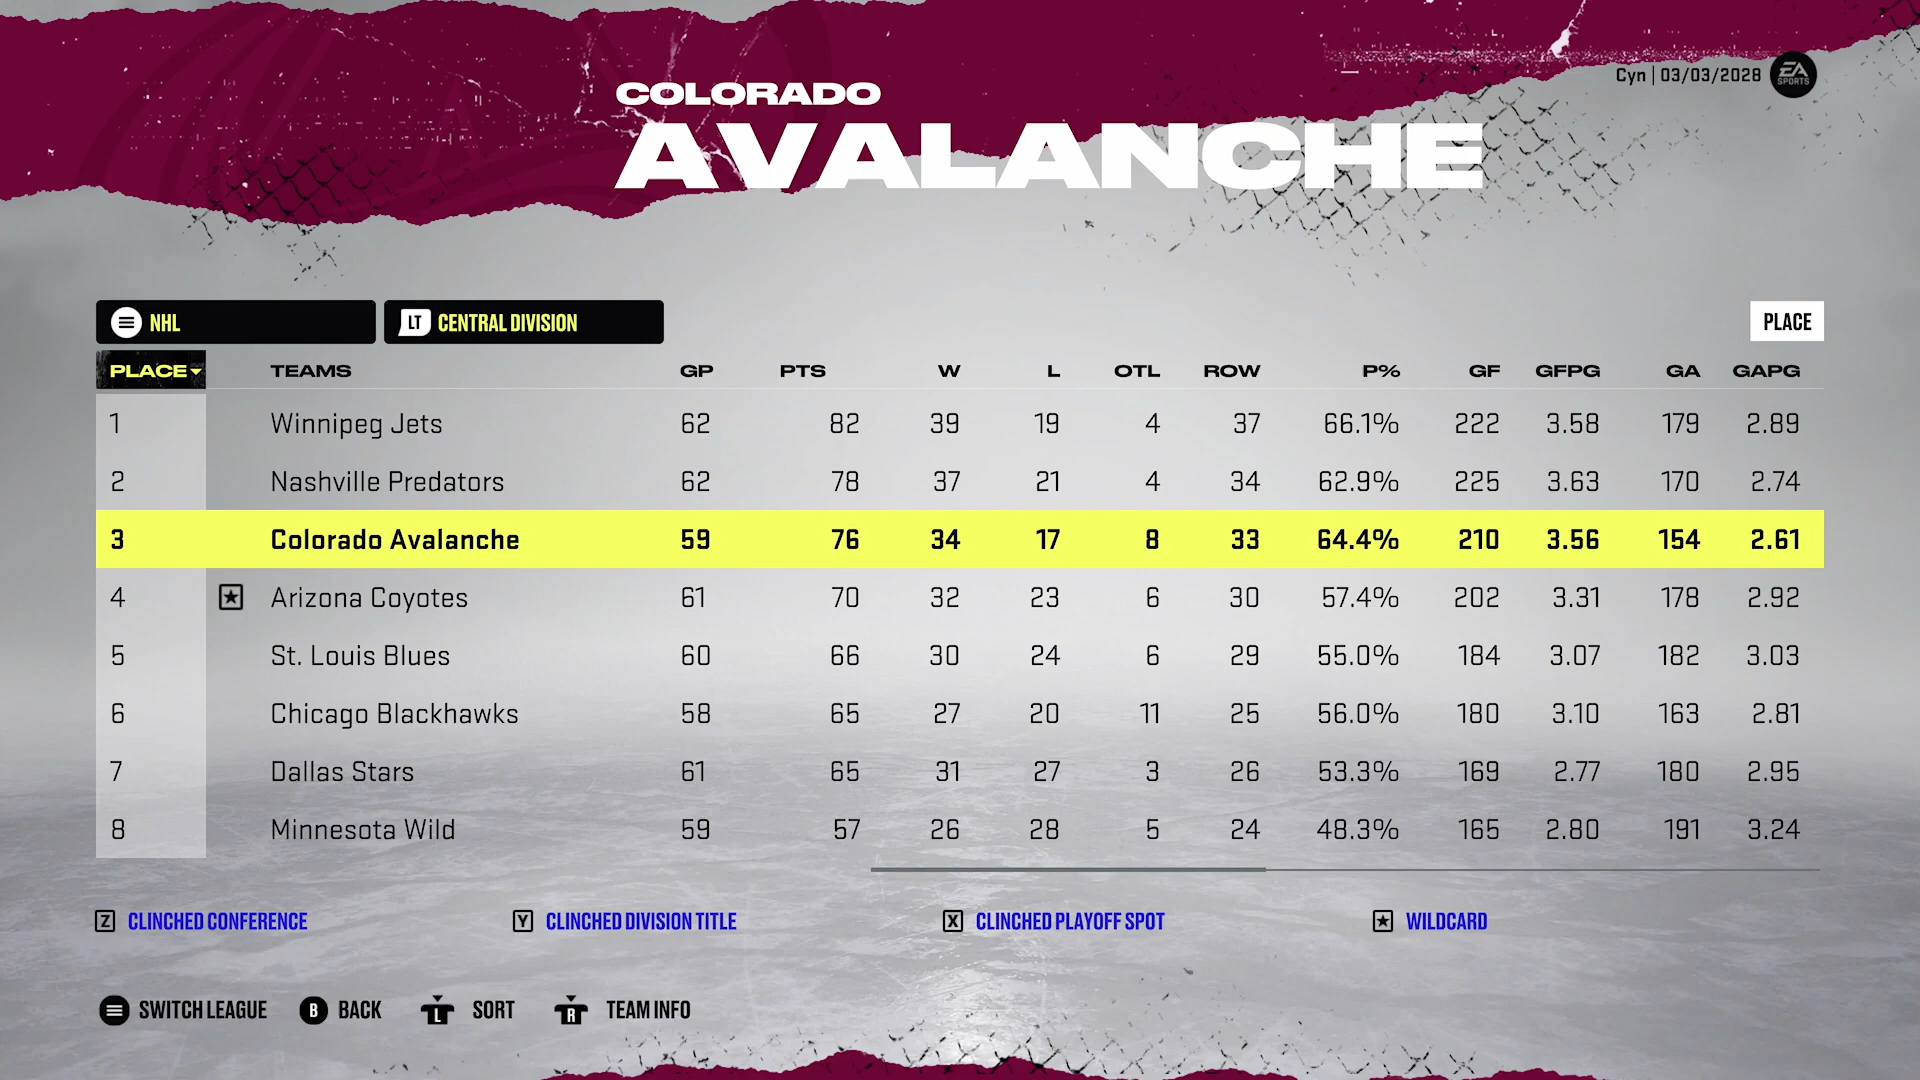 COLORADO
AVALANCHE
Cyn | 03/03/2028
EA SPORTS
NHL
LT CENTRAL DIVISION
PLACE
PLACE TEAMS GP PTS W L OTL ROW P% GF GFPG GA GAPG
1 Winnipeg Jets 62 82 39 19 4 37 66.1% 222 3.58 179 2.89
2 Nashville Predators 62 78 37 21 4 34 62.9% 225 3.63 170 2.74
3 Colorado Avalanche 59 76 34 17 8 33 64.4% 210 3.56 154 2.61
4 Arizona Coyotes 61 70 32 23 6 30 57.4% 202 3.31 178 2.92
5 St. Louis Blues 60 66 30 24 6 29 55.0% 184 3.07 182 3.03
6 Chicago Blackhawks 58 65 27 20 11 25 56.0% 180 3.10 163 2.81
7 Dallas Stars 61 65 31 27 3 26 53.3% 169 2.77 180 2.95
8 Minnesota Wild 59 57 26 28 5 24 48.3% 165 2.80 191 3.24
Z CLINCHED CONFERENCE Y CLINCHED DIVISION TITLE X CLINCHED PLAYOFF SPOT WILDCARD
SWITCH LEAGUE B BACK L SORT R TEAM INFO